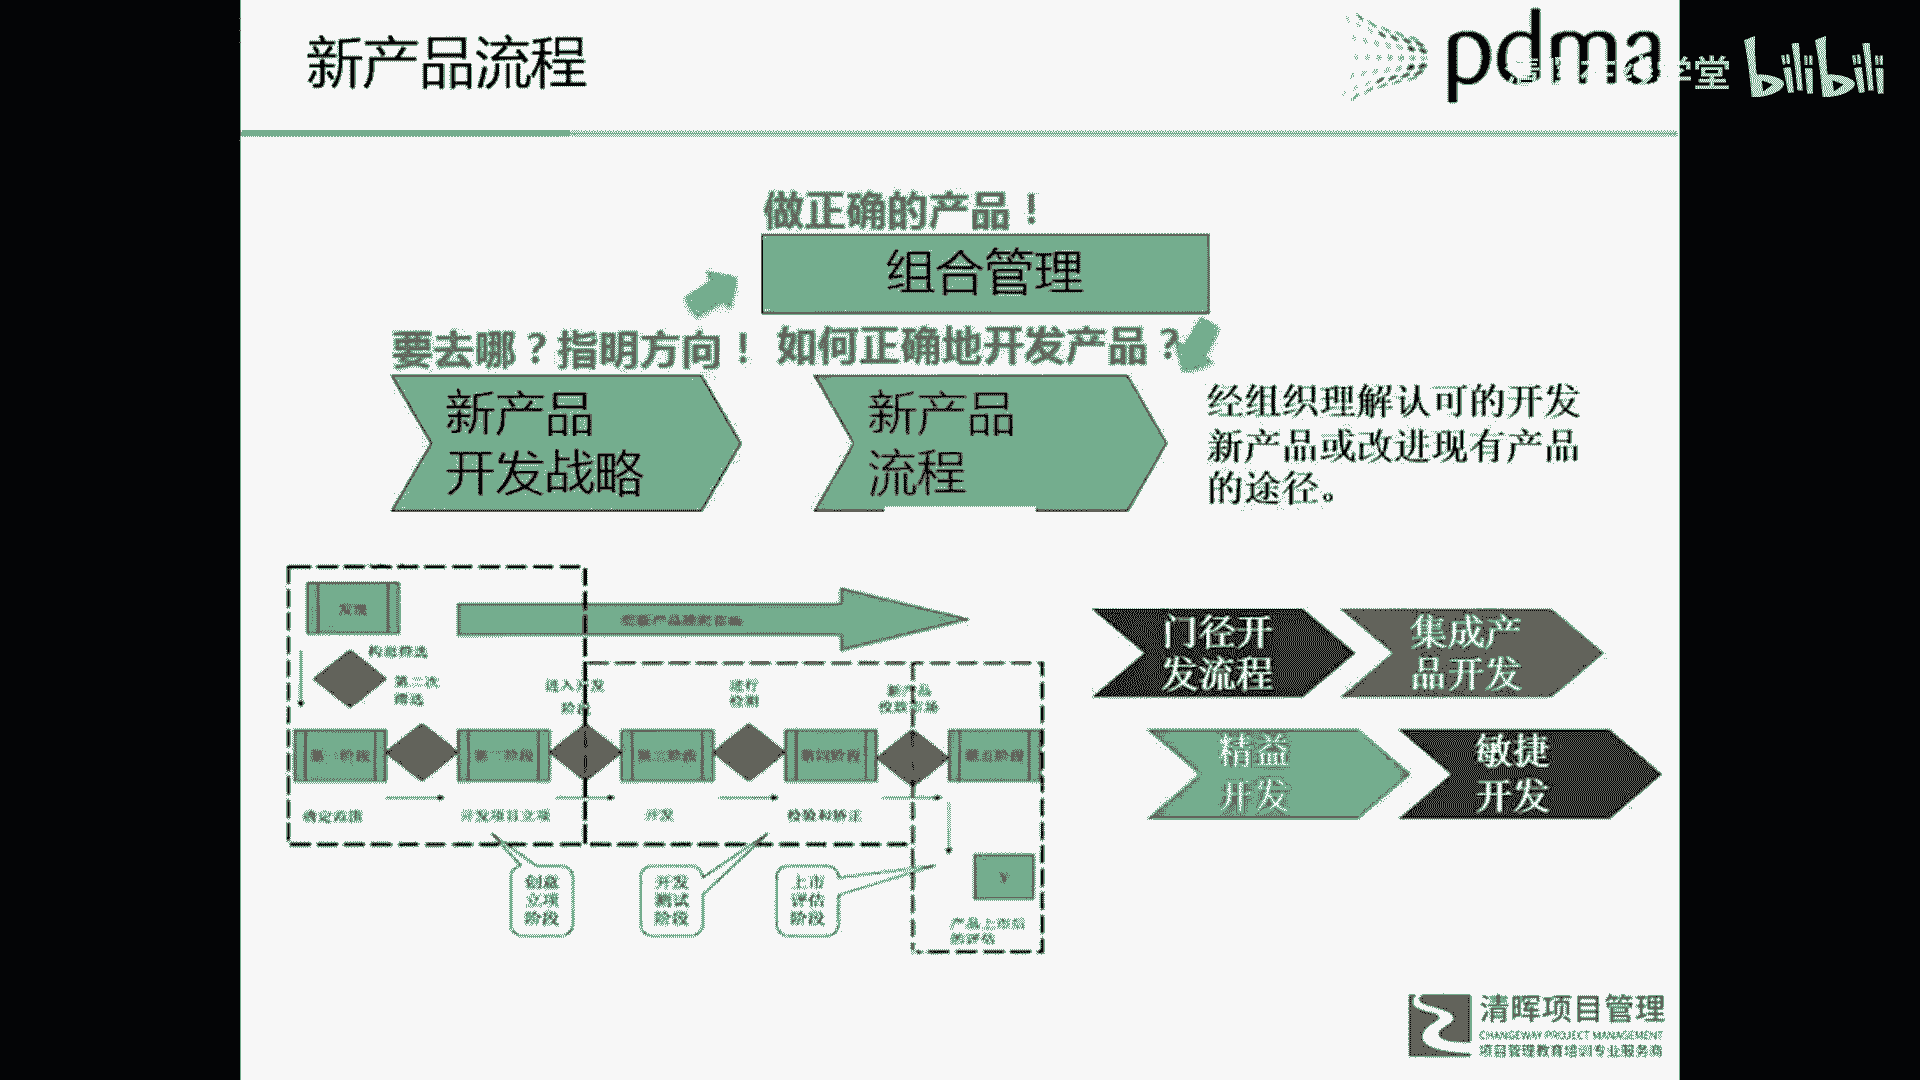 新产品流程
pdma
学堂 bilibili
做正确的产品！
组合管理
要去哪？指明方向！
如何正确地开发产品？
新产品
开发战略
新产品
流程
经组织理解认可的开发
新产品或改进现有产品
的途径。
发现
构思筛选
第二次
筛选
进入开发
阶段
进行
检测
新产品
投放市场
第一阶段
第二阶段
第三阶段
第四阶段
第五阶段
确定范围
开发项目立项
开发
检验和矫正
创意
立项
阶段
开发
测试
阶段
上市
评估
阶段
产品上市后
的评估
门径开
发流程
集成产
品开发
精益
开发
敏捷
开发
清晖项目管理
CHANGEWAY PROJECT MANAGEMENT
项目管理教育培训专业服务商